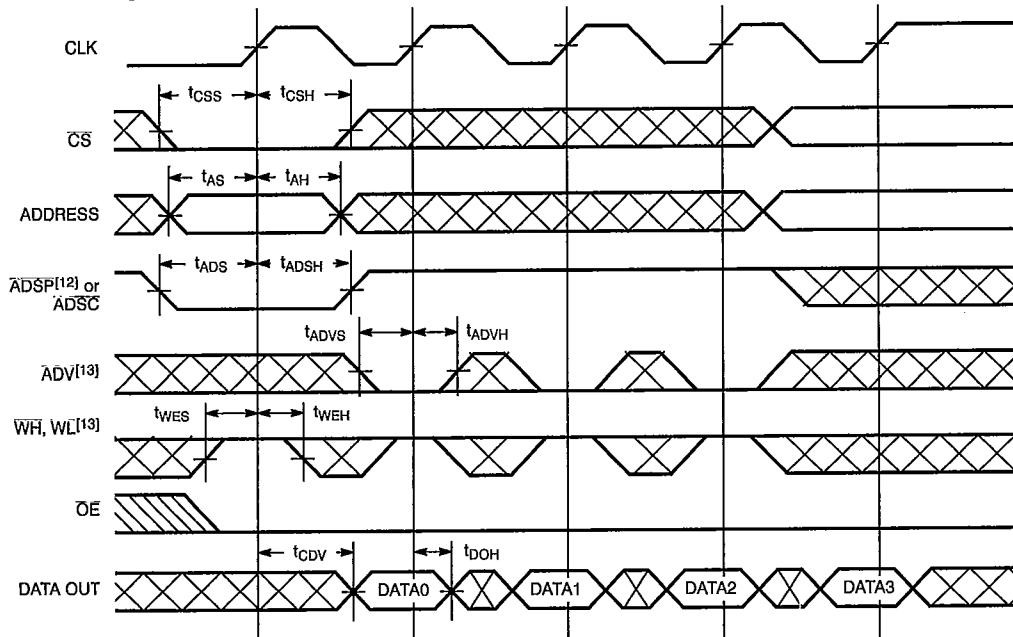 CLK
tCSS tCSH
CS
tAS tAH
ADDRESS
tADS tADSH
ADSP[12] or
ADSC
tADVS tADVH
ADV[13]
tWES tWEH
WH, WL[13]
OE
tCDV tDOH
DATA OUT DATA0 DATA1 DATA2 DATA3